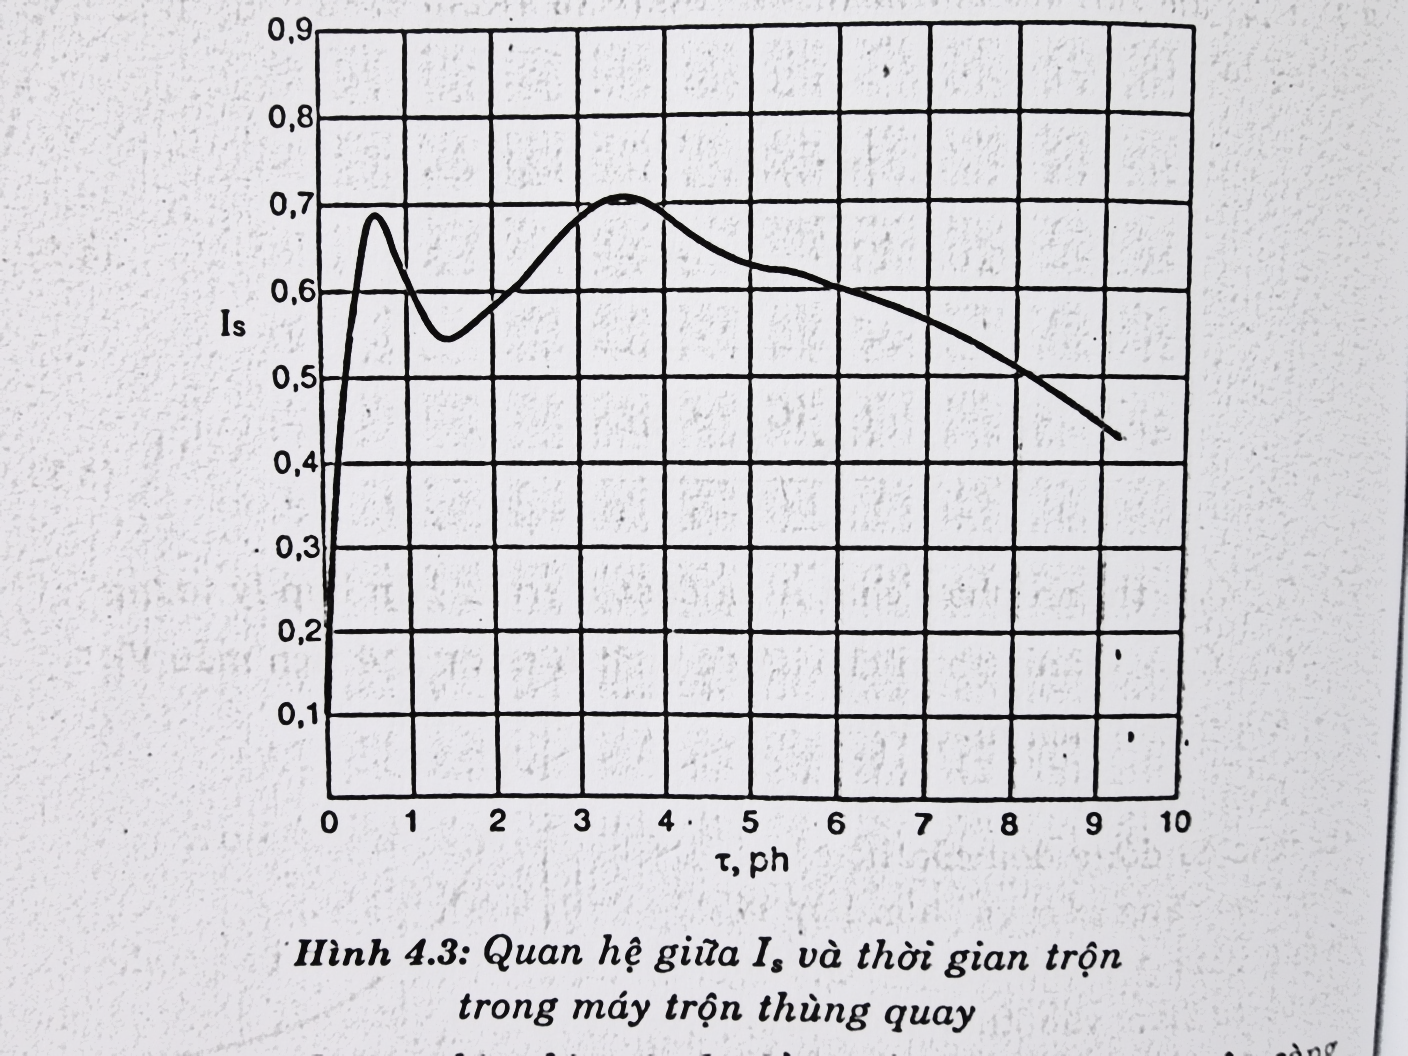 0,9
0,8
0,7
0,6
Is
0,5
0,4
0,3
0,2
0,1
0 1 2 3 4 5 6 7 8 9 10
τ, ph
Hình 4.3: Quan hệ giữa Is và thời gian trộn
trong máy trộn thùng quay